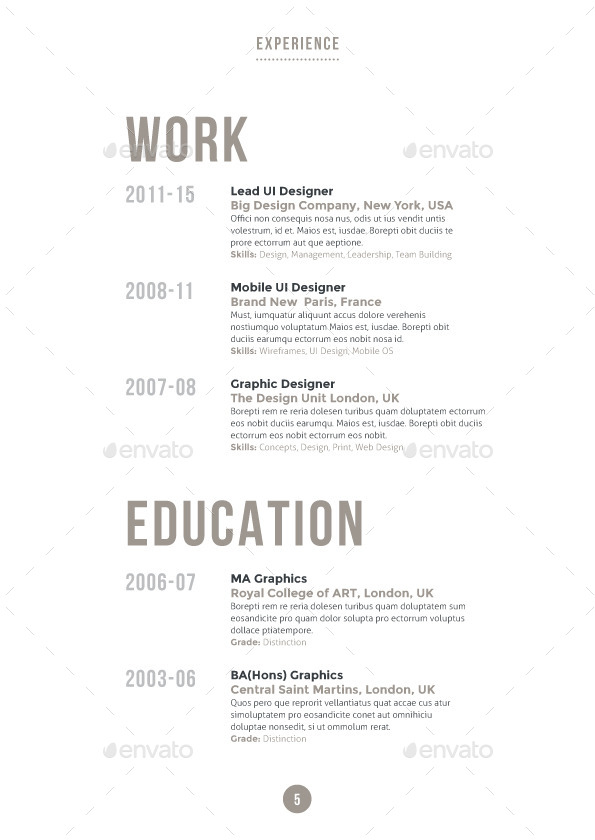 EXPERIENCE
WORK
2011-15
Lead UI Designer
Big Design Company, New York, USA
Offici non consequis nosa nus, odis ut ius vendit untis
volestrum, id et. Maios est, iusdae. Borepti obit duciis te
prore ectorrum aut que aeptione.
Skills: Design, Management, Leadership, Team Building
2008-11
Mobile UI Designer
Brand New Paris, France
Must, iumquatur aliquunt accus dolore verehenis
nostiumquo voluptatum Maios est, iusdae. Borepti obit
duciis earumqu ectorrum eos nobit nosa id.
Skills: Wireframes, UI Design, Mobile OS
2007-08
Graphic Designer
The Design Unit London, UK
Borepti rem re reria dolesen turibus quam doluptatem ectorrum
eos nobit duciis earumqu. Maios est, iusdae. Borepti obit duciis
ectorrum eos nobit ectorrum eos nobit.
Skills: Concepts, Design, Print, Web Design
EDUCATION
2006-07
MA Graphics
Royal College of ART, London, UK
Borepti rem re reria dolesen turibus quam doluptatem sum
eosandicite pro quam dolor solupta pro ectorrum voluptus
dollace ptiatempore.
Grade: Distinction
2003-06
BA(Hons) Graphics
Central Saint Martins, London, UK
Quos pero que reprorit vellantiatus quat accae cus atur
simoluptatem pro eosandicite conet aut omnihiciu
doluptae nonsedit, si ut ommolum rerat.
Grade: Distinction
5
envato
envato
envato
envato
envato
envato